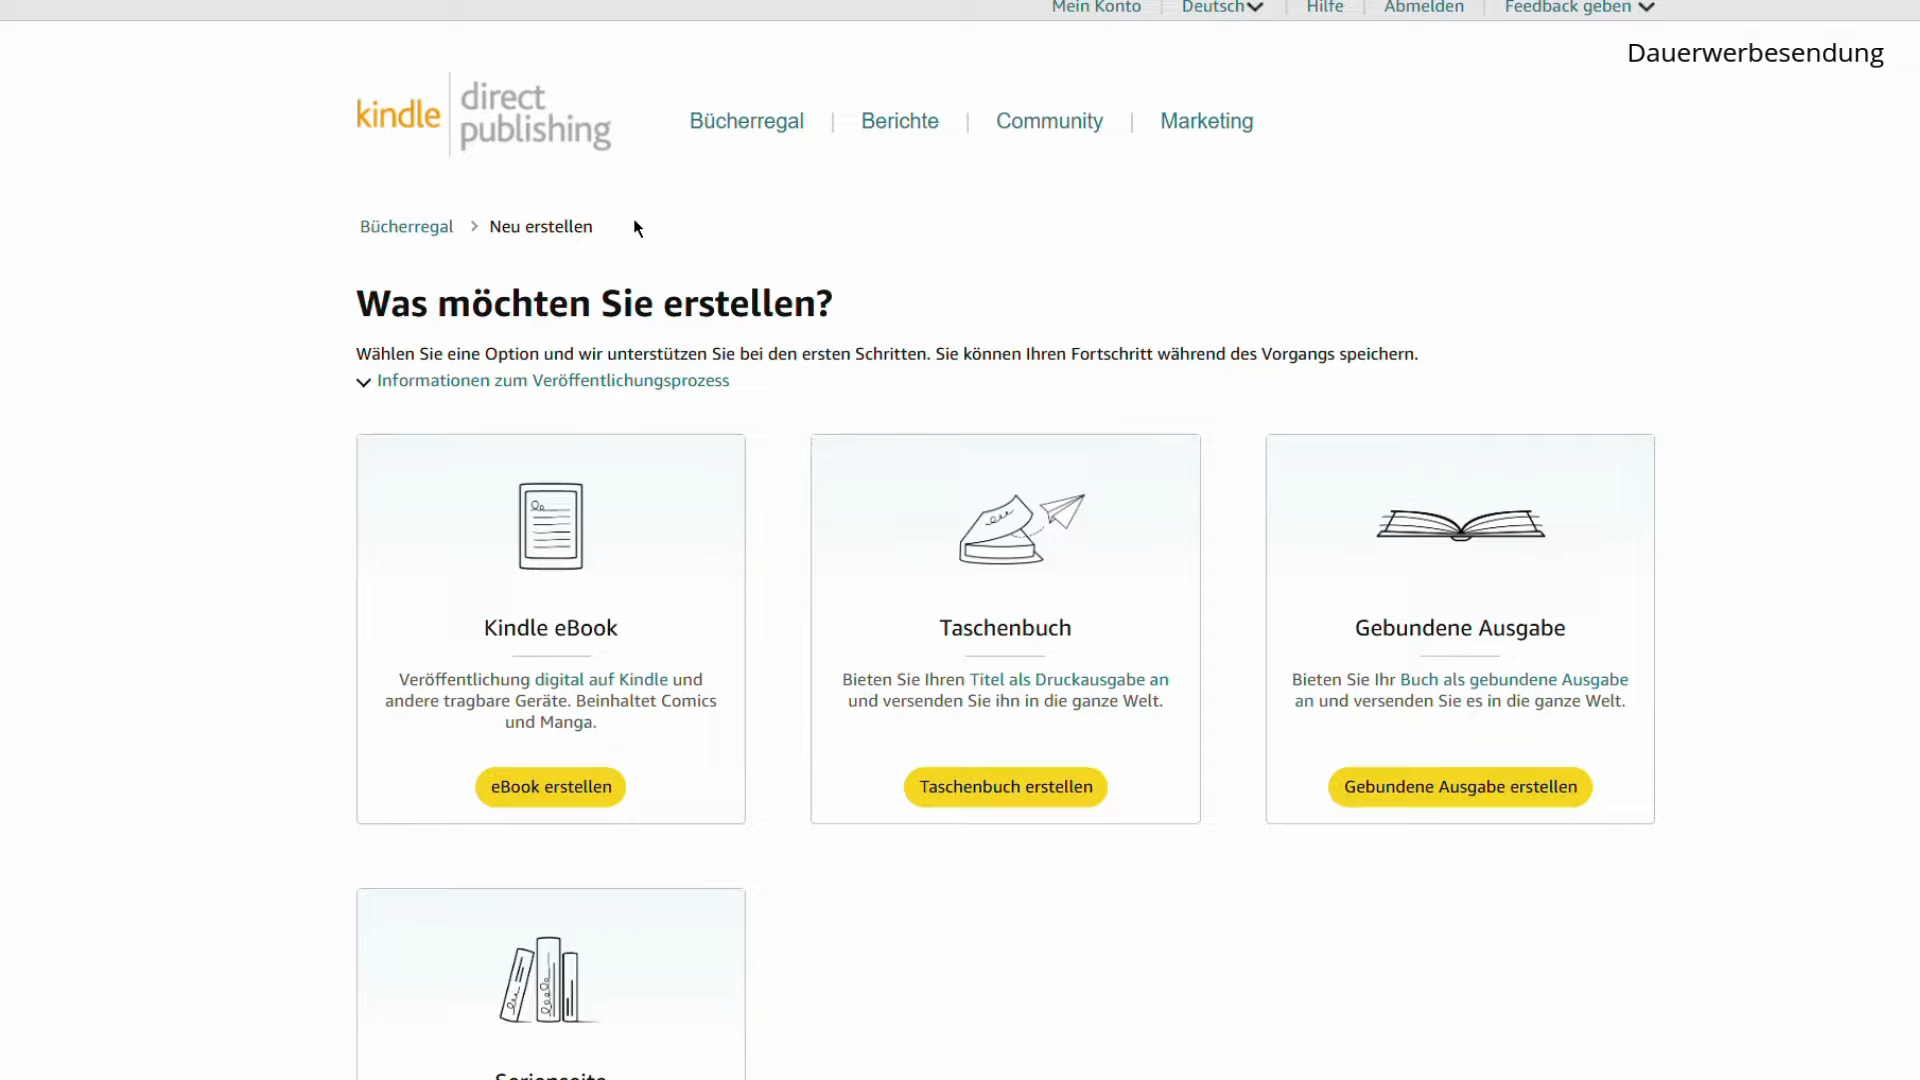 Mein Konto
Deutsch
Hilfe
Abmelden
Feedback geben
Dauerwerbesendung
kindle direct publishing
Bücherregal
Berichte
Community
Marketing
Bücherregal
Neu erstellen
Was möchten Sie erstellen?
Wählen Sie eine Option und wir unterstützen Sie bei den ersten Schritten. Sie können Ihren Fortschritt während des Vorgangs speichern.
Informationen zum Veröffentlichungsprozess
Kindle eBook
Veröffentlichung digital auf Kindle und
andere tragbare Geräte. Beinhaltet Comics
und Manga.
eBook erstellen
Taschenbuch
Bieten Sie Ihren Titel als Druckausgabe an
und versenden Sie ihn in die ganze Welt.
Taschenbuch erstellen
Gebundene Ausgabe
Bieten Sie Ihr Buch als gebundene Ausgabe
an und versenden Sie es in die ganze Welt.
Gebundene Ausgabe erstellen
Serienseite